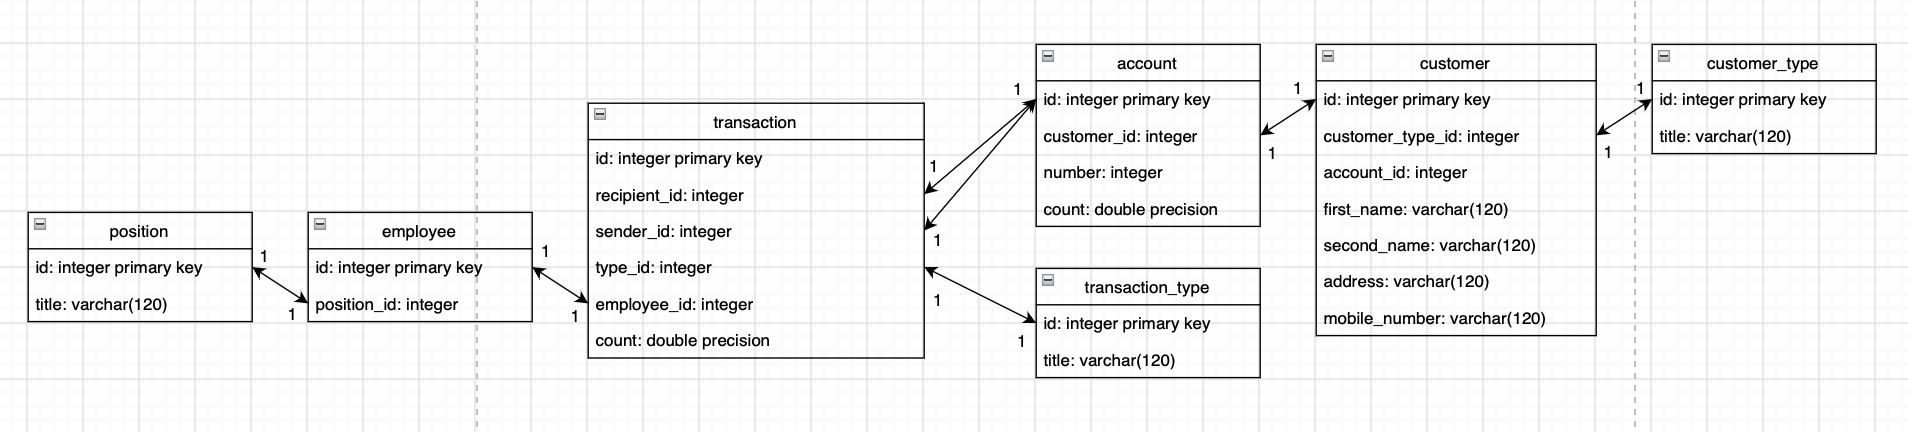 position
id: integer primary key
title: varchar(120)
1
1
employee
id: integer primary key
position_id: integer
1
1
transaction
id: integer primary key
recipient_id: integer
sender_id: integer
type_id: integer
employee_id: integer
count: double precision
1
1
1
1
1
account
id: integer primary key
customer_id: integer
number: integer
count: double precision
transaction_type
id: integer primary key
title: varchar(120)
1
1
customer
id: integer primary key
customer_type_id: integer
account_id: integer
first_name: varchar(120)
second_name: varchar(120)
address: varchar(120)
mobile_number: varchar(120)
1
1
customer_type
id: integer primary key
title: varchar(120)